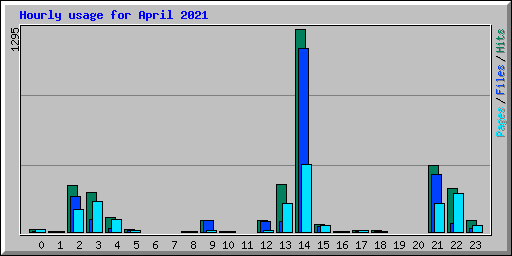 Hourly usage for April 2021
1295
Pages/Files/Hits
0 1 2 3 4 5 6 7 8 9 10 11 12 13 14 15 16 17 18 19 20 21 22 23